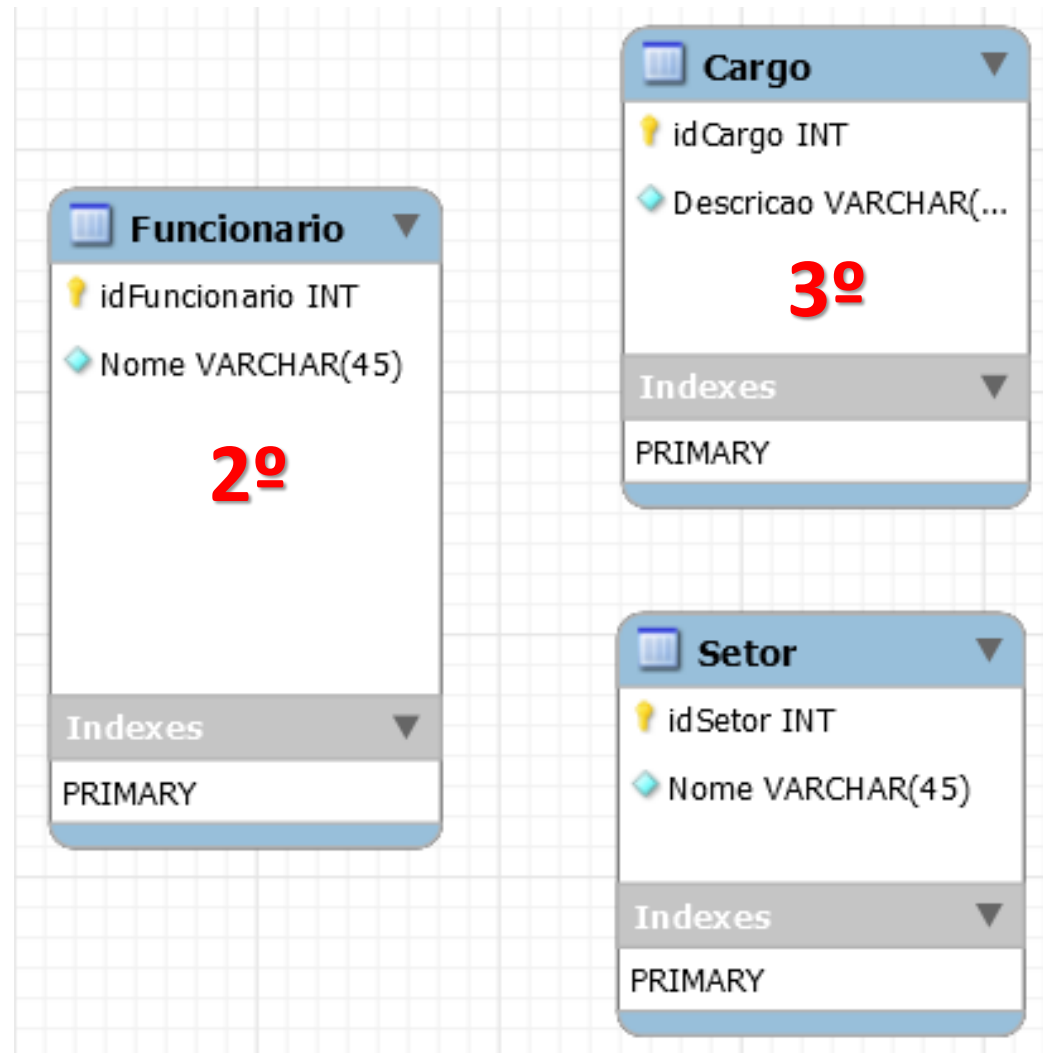 Funcionario
idFuncionario INT
Nome VARCHAR(45)
2º
Indexes
PRIMARY
Cargo
idCargo INT
Descricao VARCHAR(...
3º
Indexes
PRIMARY
Setor
idSetor INT
Nome VARCHAR(45)
Indexes
PRIMARY